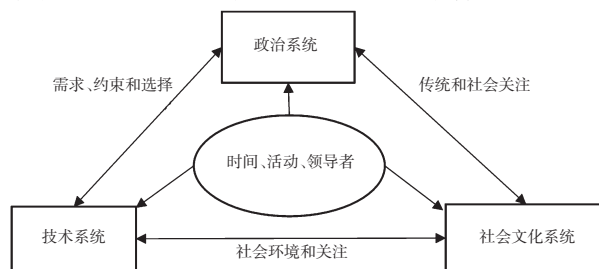 政治系统
需求、约束和选择
传统和社会关注
时间、活动、领导者
技术系统
社会文化系统
社会环境和关注